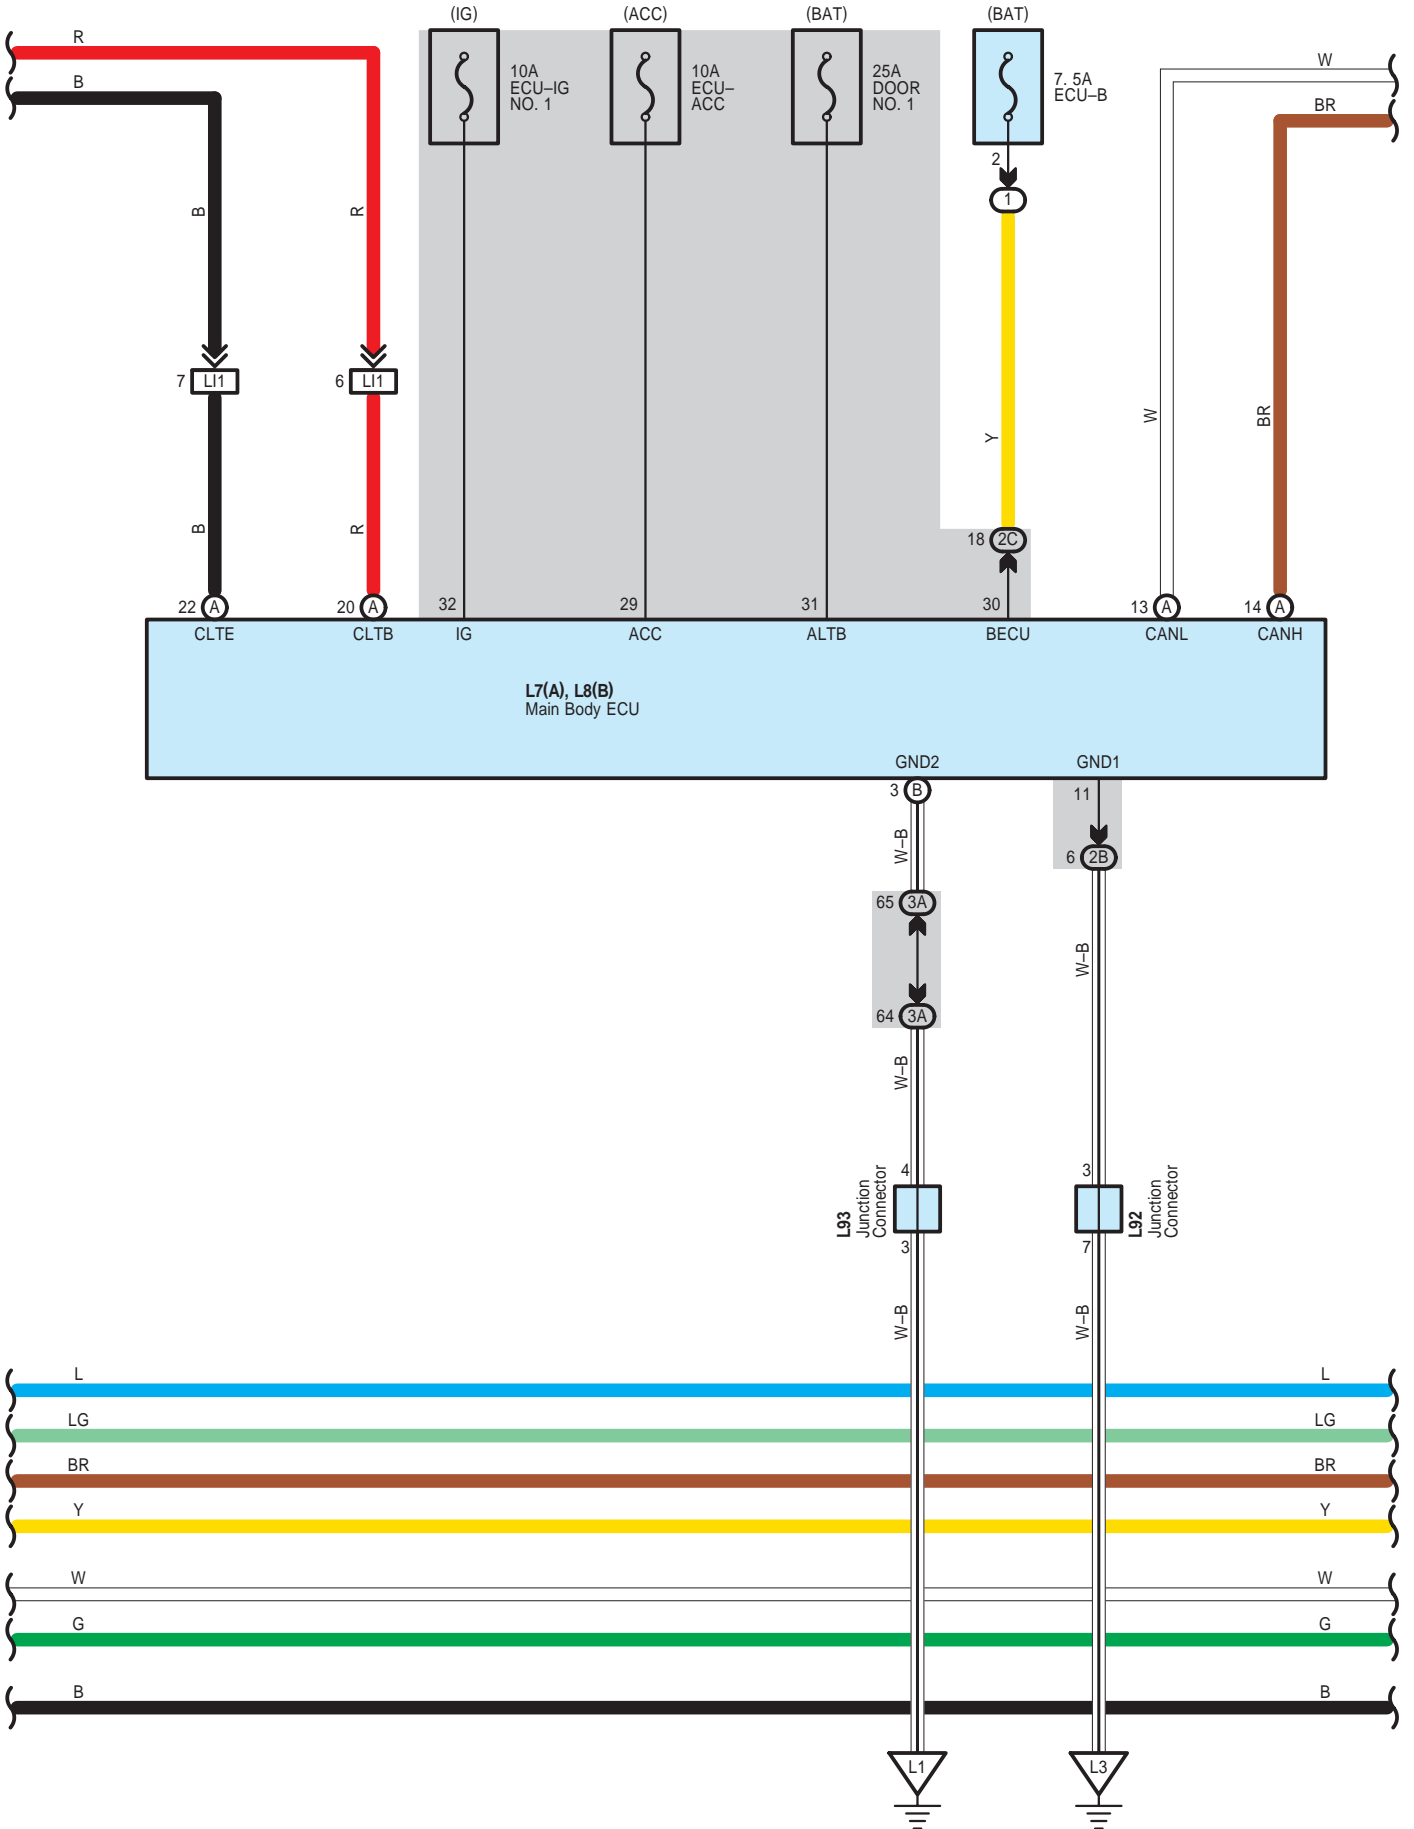 (IG) (ACC) (BAT) (BAT)
R
B
10A
ECU–IG
NO. 1
10A
ECU–
ACC
25A
DOOR
NO. 1
7. 5A
ECU–B
W
BR
2
1
B
R
7 LI1
6 LI1
W
BR
Y
B
R
18 2C
22 A
20 A
32
29
31
30
13 A
14 A
CLTE CLTB IG ACC ALTB BECU CANL CANH
L7(A), L8(B)
Main Body ECU
GND2 GND1
3 B
11
W–B
6 2B
65 3A
W–B
64 3A
W–B
4
3
L93
Junction
Connector
L92
Junction
Connector
3
7
W–B
W–B
L L
LG LG
BR BR
Y Y
W W
G G
B B
L1 L3